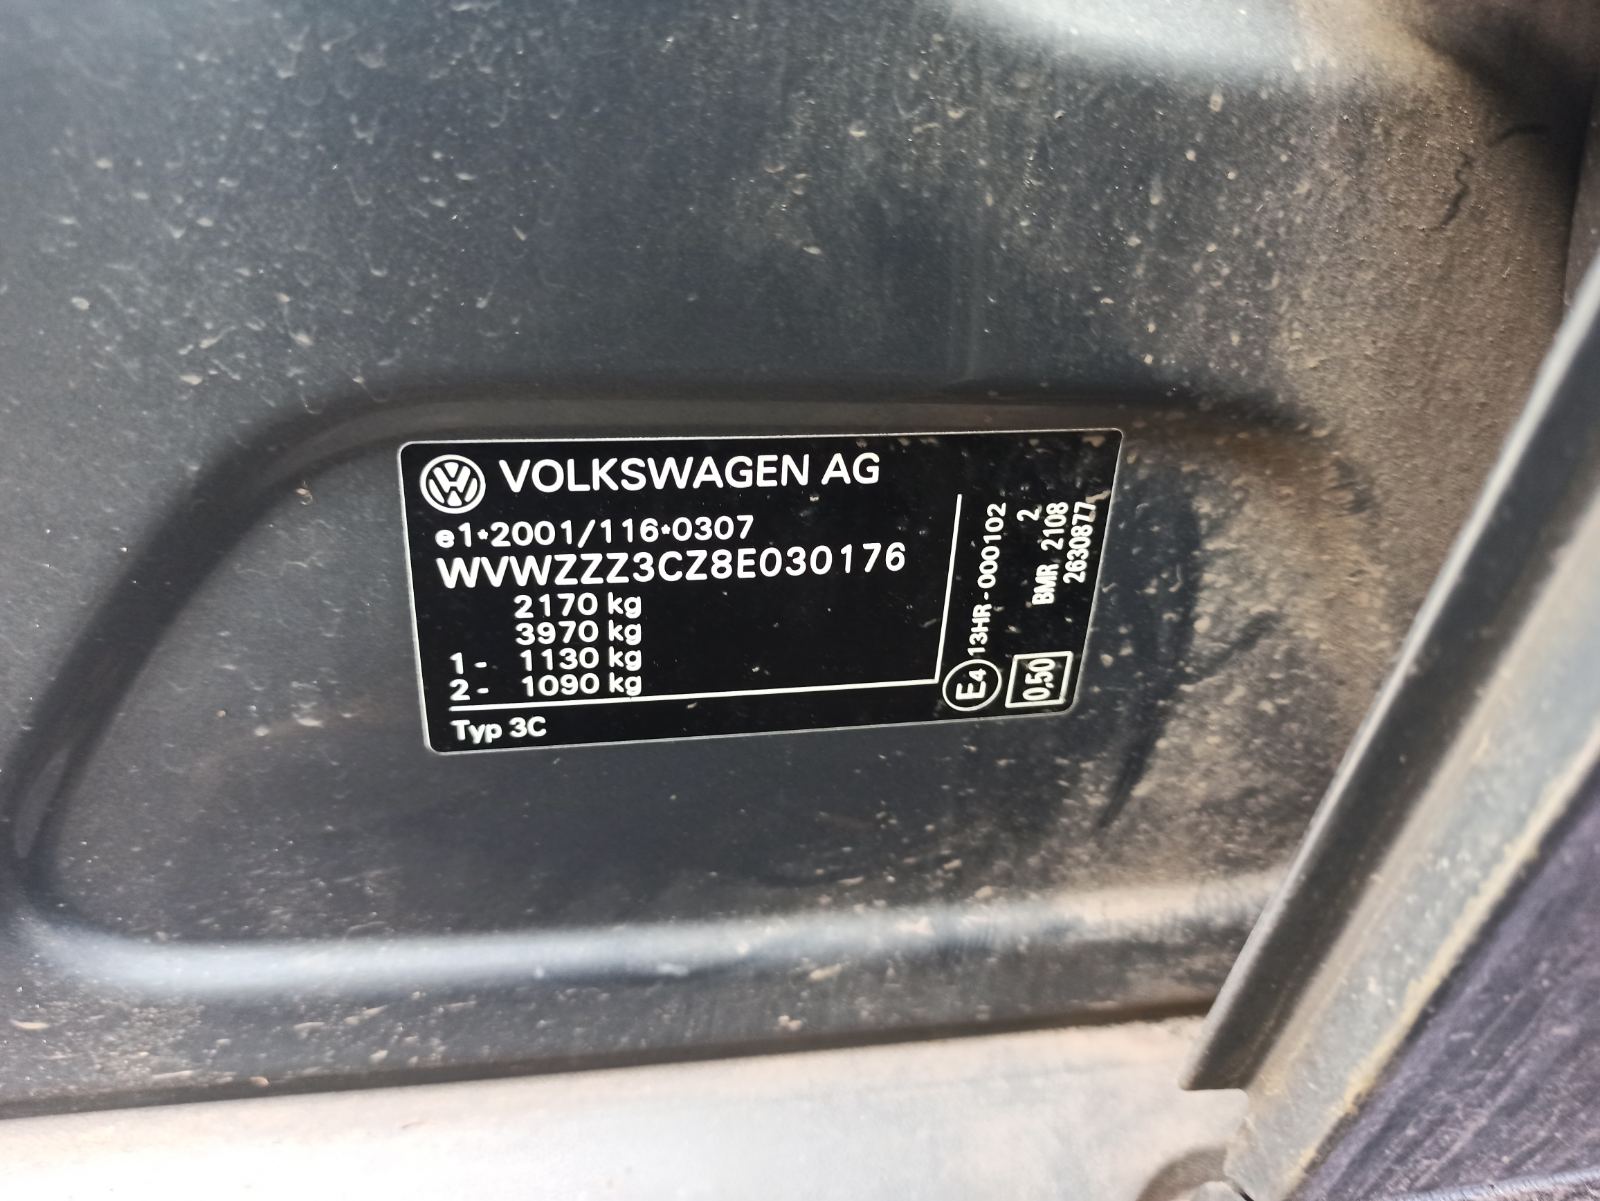 VOLKSWAGEN AG
e1*2001/116*0307
WVWZZZ3CZ8E030176
2170 kg
3970 kg
1- 1130 kg
2- 1090 kg
Typ 3C
E4 13HR-000102
0,50
2
BMR 2108
2630877